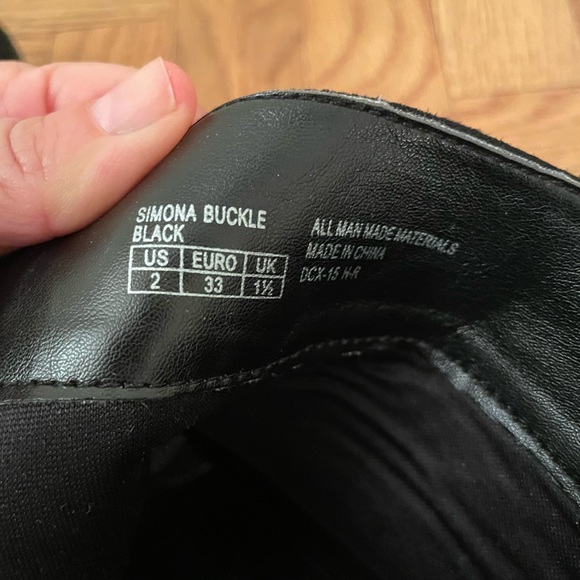 SIMONA BUCKLE
BLACK
US EURO UK
2 33 1½
ALL MAN MADE MATERIALS
MADE IN CHINA
DCX-15 H-R